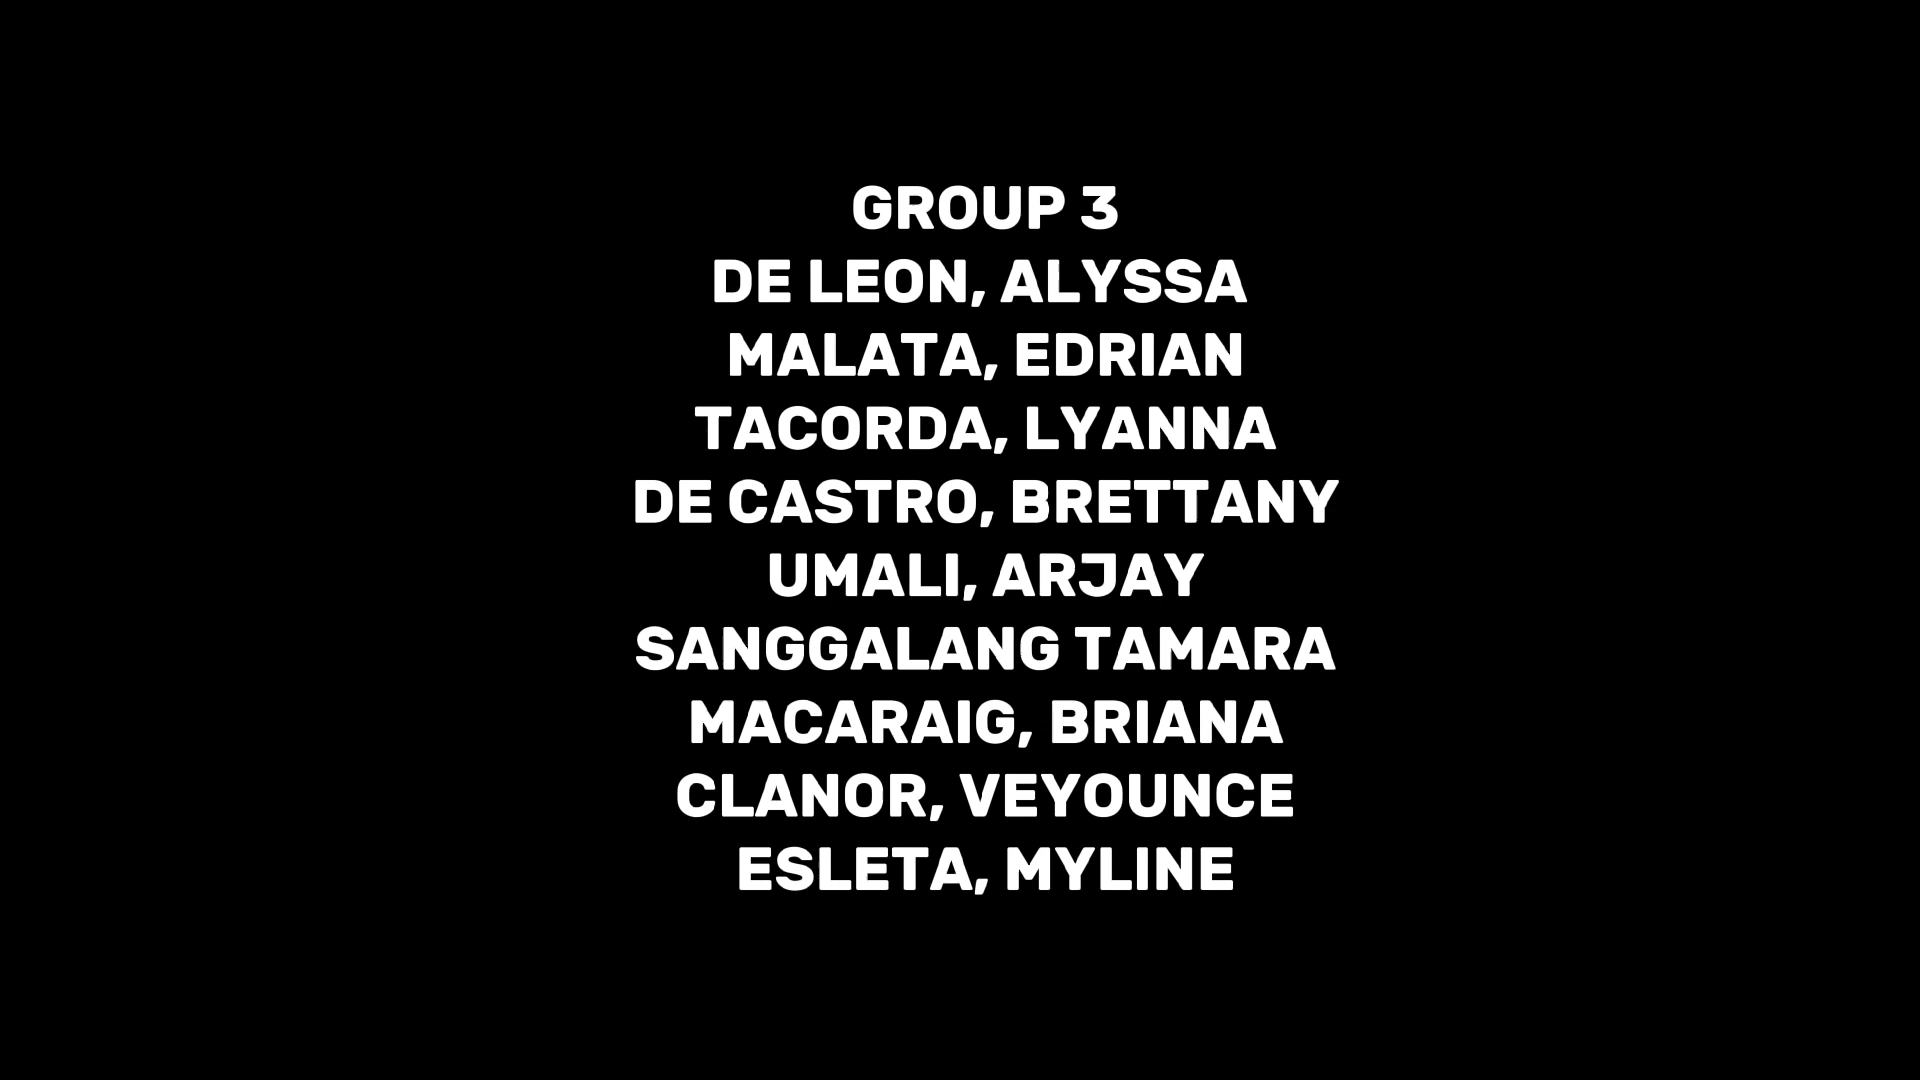 GROUP 3
DE LEON, ALYSSA
MALATA, EDRIAN
TACORDA, LYANNA
DE CASTRO, BRETTANY
UMALI, ARJAY
SANGGALANG TAMARA
MACARAIG, BRIANA
CLANOR, VEYOUNCE
ESLETA, MYLINE